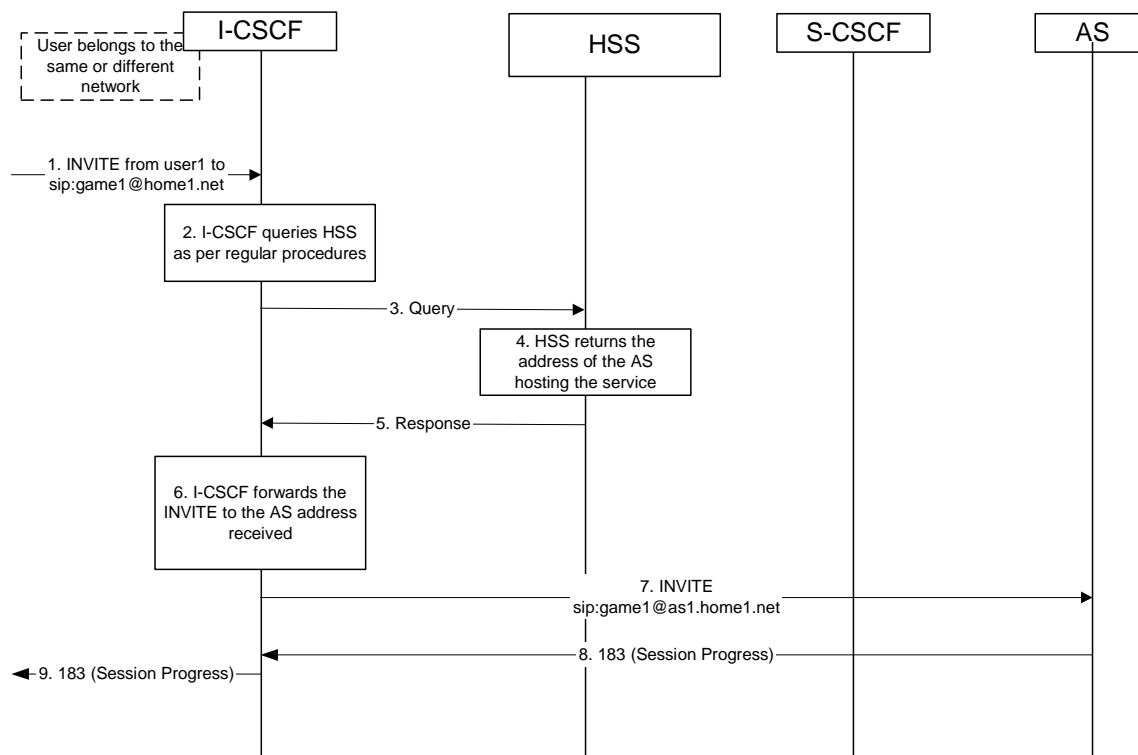 I-CSCF
HSS
S-CSCF
AS
User belongs to the
same or different
network
1. INVITE from user1 to
sip:game1@home1.net
2. I-CSCF queries HSS
as per regular procedures
3. Query
4. HSS returns the
address of the AS
hosting the service
5. Response
6. I-CSCF forwards the
INVITE to the AS address
received
7. INVITE
sip:game1@as1.home1.net
8. 183 (Session Progress)
9. 183 (Session Progress)